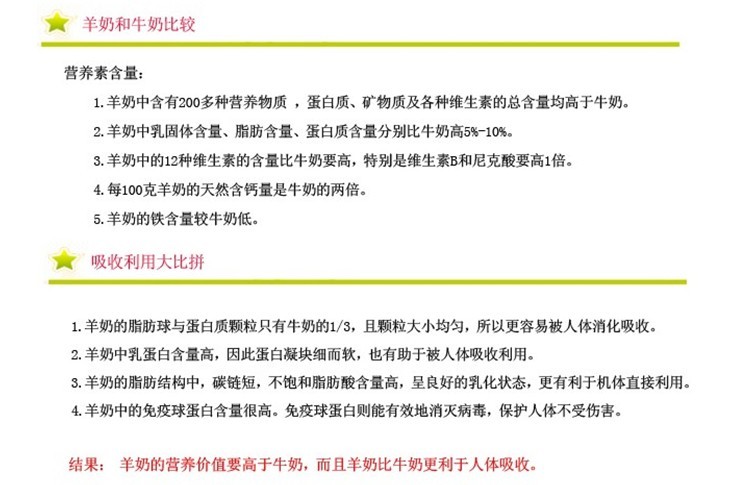 羊奶和牛奶比较
营养素含量：
1.羊奶中含有200多种营养物质 ，蛋白质、矿物质及各种维生素的总含量均高于牛奶。
2.羊奶中乳固体含量、脂肪含量、蛋白质含量分别比牛奶高5%-10%。
3.羊奶中的12种维生素的含量比牛奶要高，特别是维生素B和尼克酸要高1倍。
4.每100克羊奶的天然含钙量是牛奶的两倍。
5.羊奶的铁含量较牛奶低。
吸收利用大比拼
1.羊奶的脂肪球与蛋白质颗粒只有牛奶的1/3，且颗粒大小均匀，所以更容易被人体消化吸收。
2.羊奶中乳蛋白含量高，因此蛋白凝块细而软，也有助于被人体吸收利用。
3.羊奶的脂肪结构中，碳链短，不饱和脂肪酸含量高，呈良好的乳化状态，更有利于机体直接利用。
4.羊奶中的免疫球蛋白含量很高。免疫球蛋白则能有效地消灭病毒，保护人体不受伤害。
结果： 羊奶的营养价值要高于牛奶，而且羊奶比牛奶更利于人体吸收。